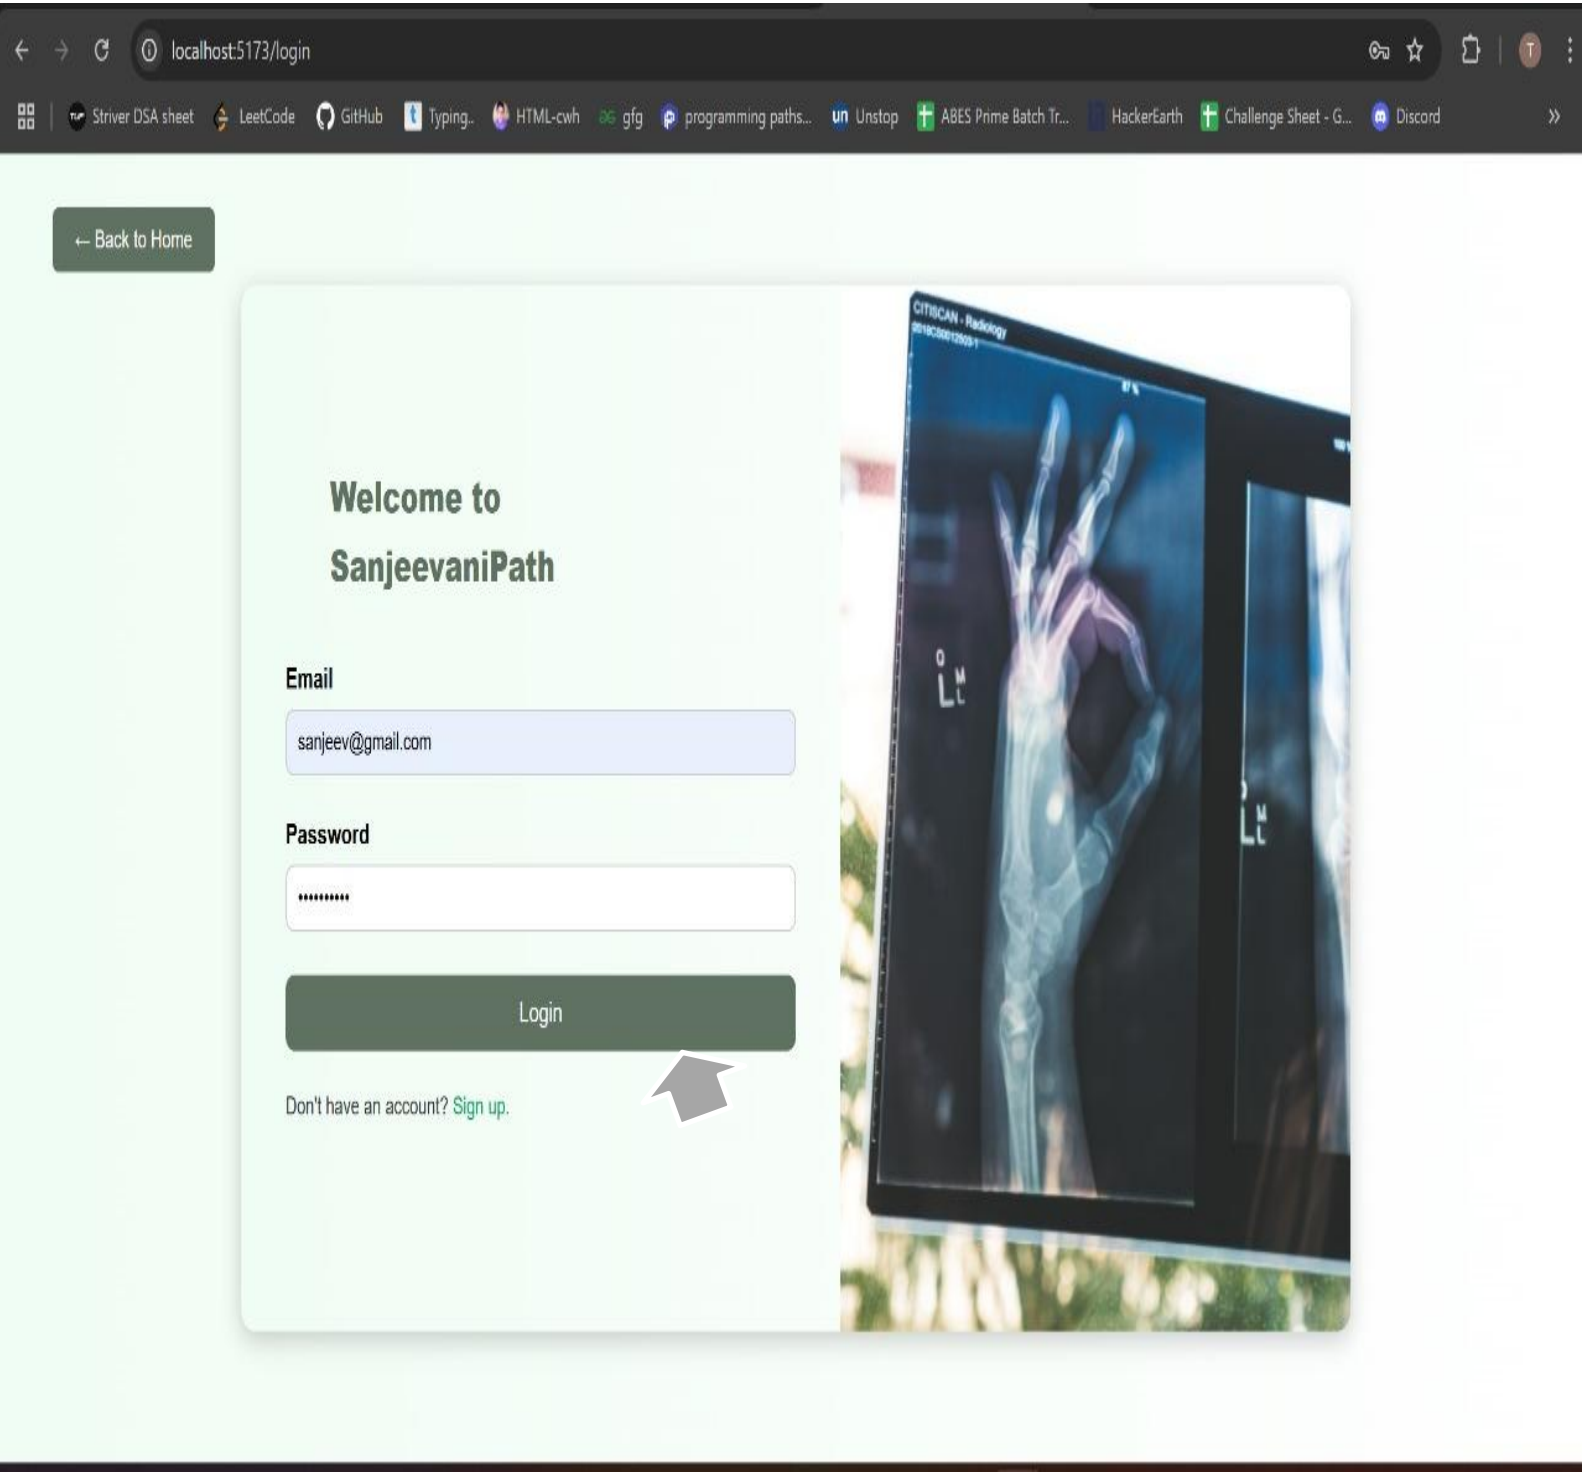 localhost:5173/login
T
Striver DSA sheet LeetCode GitHub Typing.. HTML-cwh gfg programming paths... un Unstop ABES Prime Batch Tr... HackerEarth Challenge Sheet - G... Discord »
← Back to Home
CITISCAN - Radiology
87 %
Welcome to
SanjeevaniPath
Email
sanjeev@gmail.com
Password
••••••••••
Login
Don't have an account? Sign up.
O
L M
L
L M
L